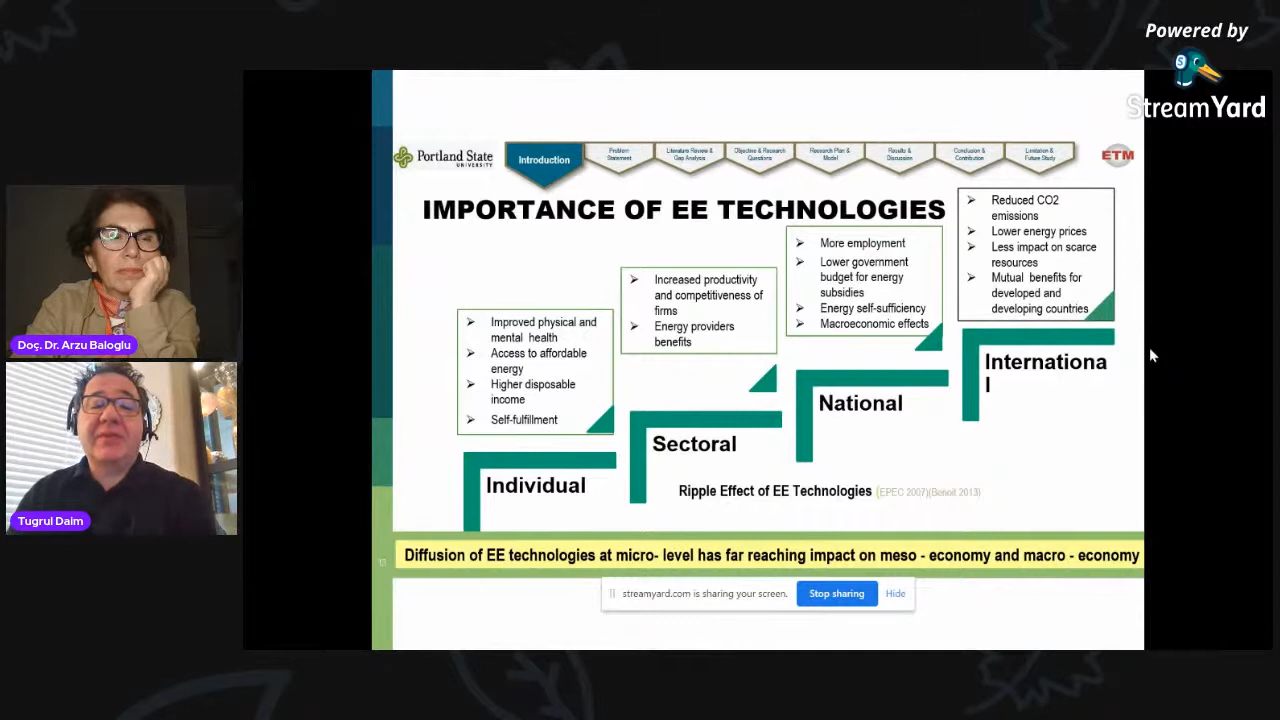 Powered by
StreamYard
Portland State
UNIVERSITY
Introduction
Problem
Statement
Literature Review &
Gap Analysis
Objective & Research
Questions
Research Plan &
Model
Results &
Discussion
Conclusion &
Contribution
Limitation &
Future Study
ETM
IMPORTANCE OF EE TECHNOLOGIES
Improved physical and
mental health
Access to affordable
energy
Higher disposable
income
Self-fulfillment
Individual
Increased productivity
and competitiveness of
firms
Energy providers
benefits
Sectoral
More employment
Lower government
budget for energy
subsidies
Energy self-sufficiency
Macroeconomic effects
National
Reduced CO2
emissions
Lower energy prices
Less impact on scarce
resources
Mutual benefits for
developed and
developing countries
Internationa
l
Ripple Effect of EE Technologies (EPEC 2007)(Benoit 2013)
13
Diffusion of EE technologies at micro- level has far reaching impact on meso - economy and macro - economy
streamyard.com is sharing your screen.
Stop sharing
Hide
Doç. Dr. Arzu Baloglu
Tugrul Daim